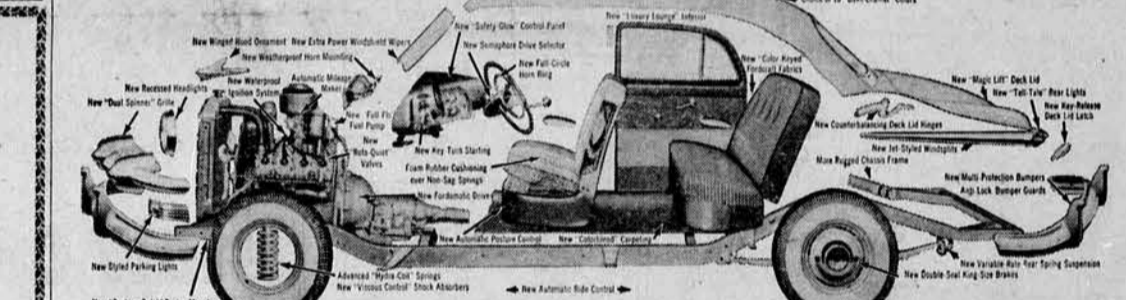 New "Luxury Lounge" Interior
New "Safety Glow" Control Panel
New Winged Hood Ornament
New Extra Power Windshield Wipers
New Weatherproof Horn Mounting
New Semaphore Drive Selector
New Full-Circle
Horn Ring
New "Color Keyed
Fordcraft Fabrics
New Recessed Headlights
New Waterproof
Ignition System
Automatic Mileage
Maker
New "Magic Lift" Deck Lid
New "Tell-Tale" Rear Lights
New "Dual Spinner" Grille
New Key-Release
Deck Lid Latch
New "Full Flo
Fuel Pump
New Counterbalancing Deck Lid Hinges
New Key Turn Starting
New
"Roto-Quiet"
Valves
New Jet-Styled Windsplits
More Rugged Chassis Frame
Foam Rubber Cushioning
over Non-Sag Springs
New Multi Protection Bumpers
Anti Lock Bumper Guards
New Fordomatic Drive
New Automatic Posture Control
New "Colorblend" Carpeting
New Styled Parking Lights
Advanced "Hydra-Coil" Springs
New "Viscous Control" Shock Absorbers
New Automatic Ride Control
New Variable-Rate Rear Spring Suspension
New Double-Seal King Size Brakes